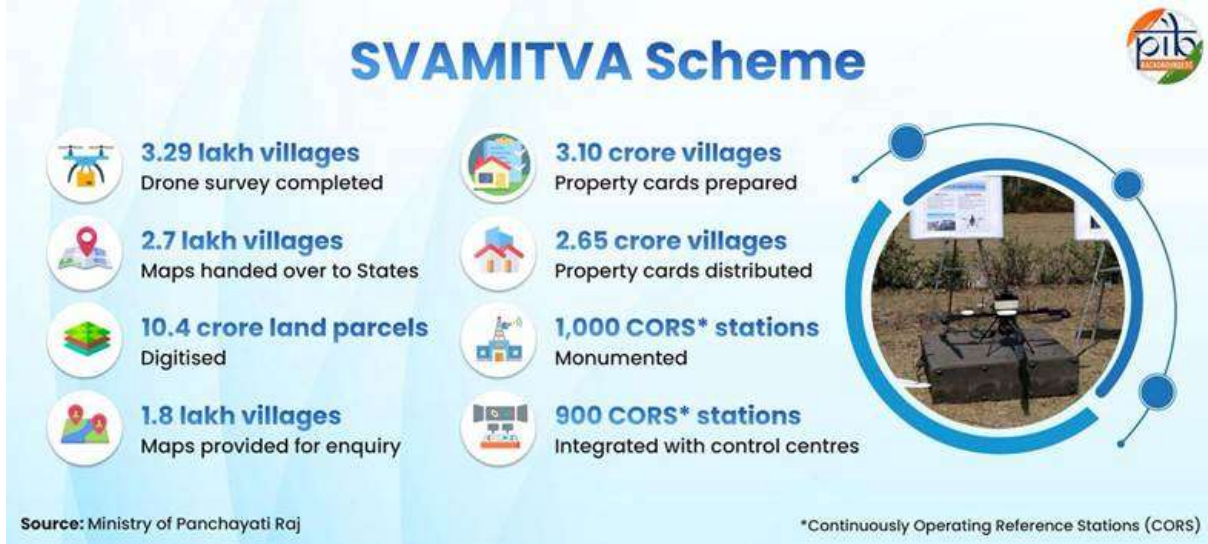 SVAMITVA Scheme
pib
BACKGROUNDERS
3.29 lakh villages
Drone survey completed
2.7 lakh villages
Maps handed over to States
10.4 crore land parcels
Digitised
1.8 lakh villages
Maps provided for enquiry
3.10 crore villages
Property cards prepared
2.65 crore villages
Property cards distributed
1,000 CORS* stations
Monumented
900 CORS* stations
Integrated with control centres
Source: Ministry of Panchayati Raj
*Continuously Operating Reference Stations (CORS)